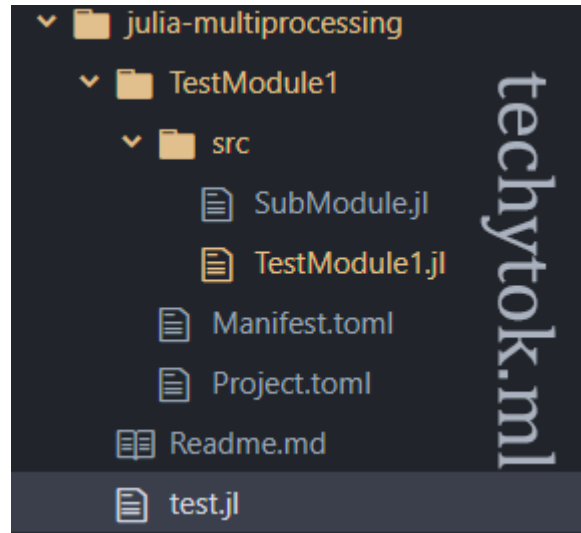 julia-multiprocessing
TestModule1
src
SubModule.jl
TestModule1.jl
Manifest.toml
Project.toml
Readme.md
test.jl
techytok.ml